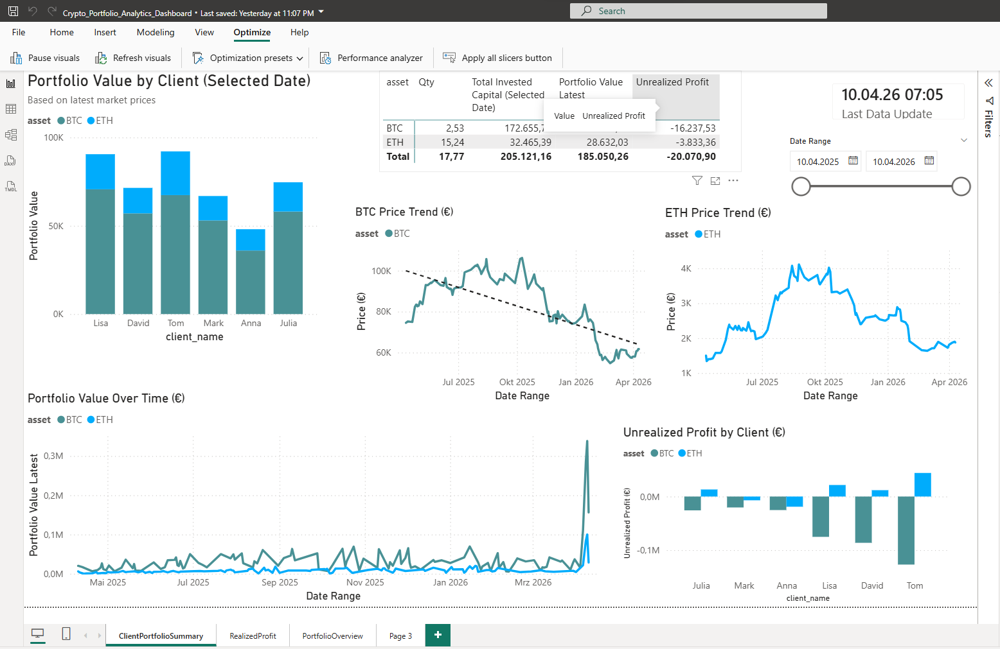 Crypto_Portfolio_Analytics_Dashboard • Last saved: Yesterday at 11:07 PM
Search
File Home Insert Modeling View Optimize Help
Pause visuals Refresh visuals Optimization presets Performance analyzer Apply all slicers button
Portfolio Value by Client (Selected Date)
Based on latest market prices
asset BTC ETH
100K
50K
0K
Portfolio Value
Lisa David Tom Mark Anna Julia
client_name
asset Qty Total Invested Capital (Selected Date) Portfolio Value Latest Unrealized Profit
Value Unrealized Profit
BTC 2,53 172.655,7 -16.237,53
ETH 15,24 32.465,39 28.632,03 -3.833,36
Total 17,77 205.121,16 185.050,26 -20.070,90
10.04.26 07:05
Last Data Update
Filters
Date Range
10.04.2025 10.04.2026
BTC Price Trend (€)
asset BTC
100K
80K
60K
Price (€)
Jul 2025 Okt 2025 Jan 2026 Apr 2026
Date Range
ETH Price Trend (€)
asset ETH
4K
3K
2K
1K
Price (€)
Jul 2025 Okt 2025 Jan 2026 Apr 2026
Date Range
Portfolio Value Over Time (€)
asset BTC ETH
0,3M
0,2M
0,1M
0,0M
Portfolio Value Latest
Mai 2025 Jul 2025 Sep 2025 Nov 2025 Jan 2026 Mrz 2026
Date Range
Unrealized Profit by Client (€)
asset BTC ETH
0,0M
-0,1M
Unrealized Profit (€)
Julia Mark Anna Lisa David Tom
client_name
DAX
TMDL
ClientPortfolioSummary RealizedProfit PortfolioOverview Page 3 +